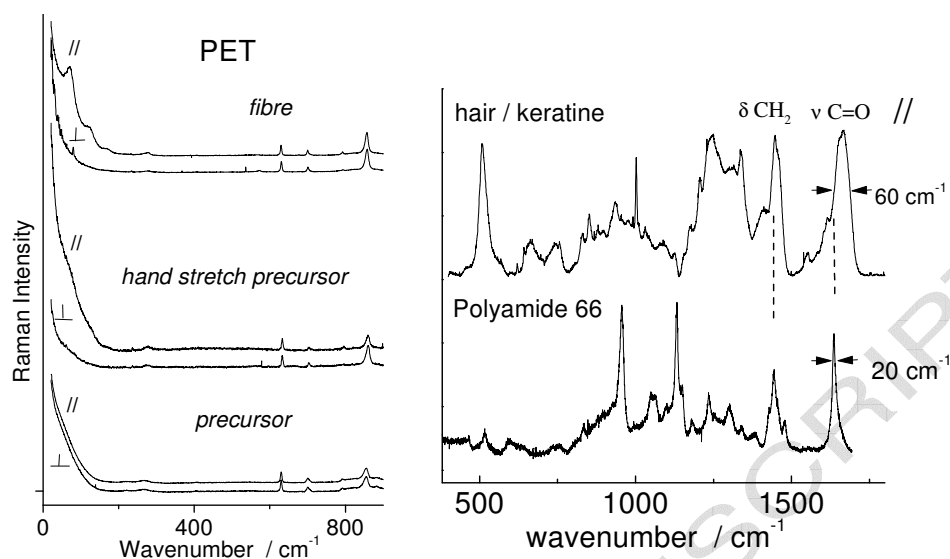 PET
//
fibre
⊥
//
hand stretch precursor
⊥
precursor
//
⊥
Raman Intensity
0 400 800
Wavenumber / cm⁻¹
hair / keratine
δ CH₂ ν C=O //
60 cm⁻¹
Polyamide 66
20 cm⁻¹
500 1000 1500
wavenumber / cm⁻¹
SCRIPT